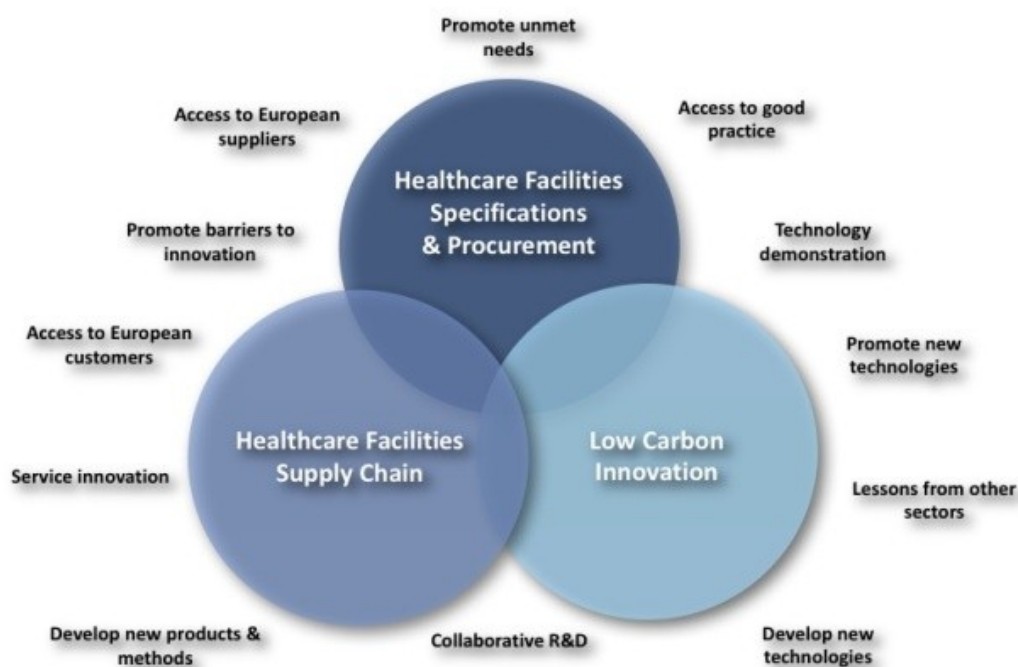 Promote unmet
needs
Access to European
suppliers
Access to good
practice
Healthcare Facilities
Specifications
& Procurement
Promote barriers to
innovation
Technology
demonstration
Access to European
customers
Promote new
technologies
Healthcare Facilities
Supply Chain
Low Carbon
Innovation
Service innovation
Lessons from other
sectors
Develop new products &
methods
Collaborative R&D
Develop new
technologies